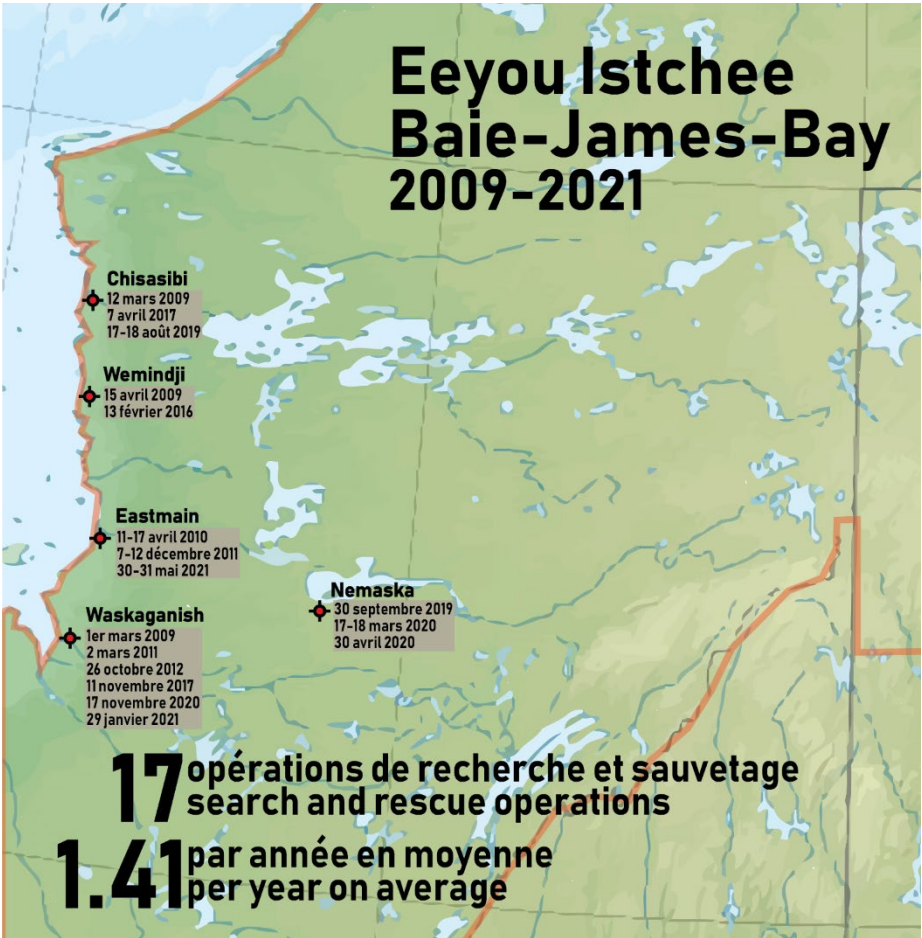 Eeyou Istchee
Baie-James-Bay
2009-2021
Chisasibi
12 mars 2009
7 avril 2017
17-18 août 2019
Wemindji
15 avril 2009
13 février 2016
Eastmain
11-17 avril 2010
7-12 décembre 2011
30-31 mai 2021
Nemaska
30 septembre 2019
17-18 mars 2020
30 avril 2020
Waskaganish
1er mars 2009
2 mars 2011
26 octobre 2012
11 novembre 2017
17 novembre 2020
29 janvier 2021
17 opérations de recherche et sauvetage
search and rescue operations
1.41 par année en moyenne
per year on average